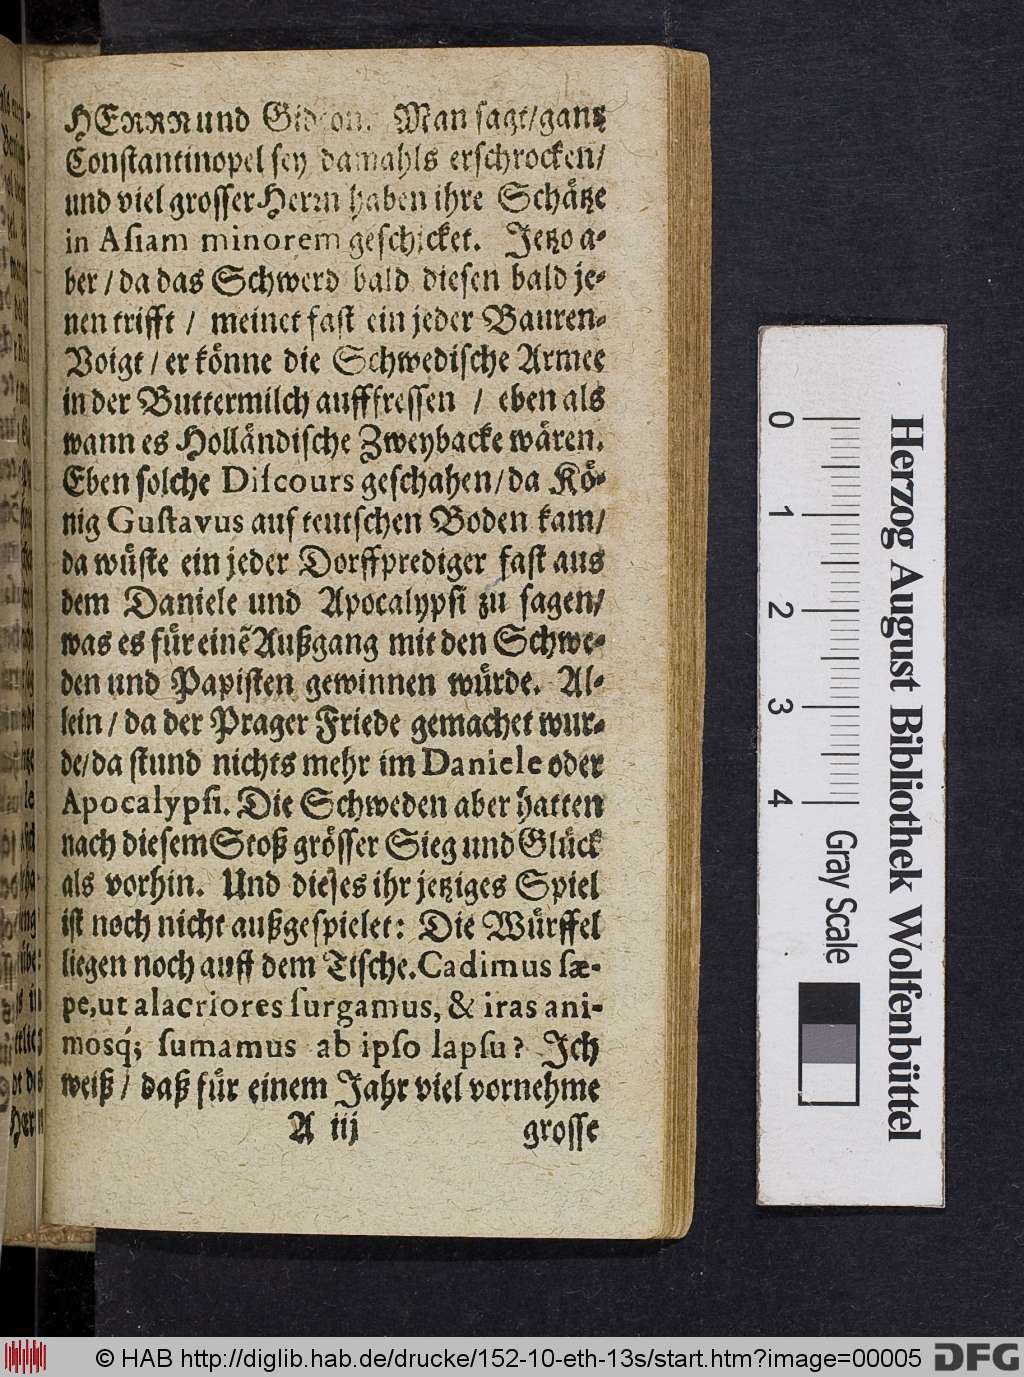 HERRN und Gideon. Man sagt/ gantz
Constantinopel sey damahls erschrocken/
und viel grosser Herrn haben ihre Schätze
in Asiam minorem geschicket. Jetzo a-
ber / da das Schwerd bald diesen bald je-
nen trifft / meinet fast ein jeder Bauren-
Voigt / er könne die Schwedische Armee
in der Buttermilch aufffressen / eben als
wann es Holländische Zweybacke wären.
Eben solche Discours geschahen/ da Kö-
nig Gustavus auf teutschen Boden kam/
da wüste ein jeder Dorffprediger fast aus
dem Daniele und Apocalypsi zu sagen/
was es für einẽ Außgang mit den Schwe-
den und Papisten gewinnen würde. Al-
lein / da der Prager Friede gemachet wur-
de/ da stund nichts mehr im Daniele oder
Apocalypsi. Die Schweden aber hatten
nach diesem Stoß grösser Sieg und Glück
als vorhin. Und dieses ihr jetziges Spiel
ist noch nicht außgespielet: Die Würffel
liegen noch auff dem Tische. Cadimus sæ-
pe, ut alacriores surgamus, & iras ani-
mosq́; sumamus ab ipso lapsu? Ich
weiß / daß für einem Jahr viel vornehme
A iij grosse
0 1 2 3 4
Gray Scale
Herzog August Bibliothek Wolfenbüttel
© HAB http://diglib.hab.de/drucke/152-10-eth-13s/start.htm?image=00005
DFG